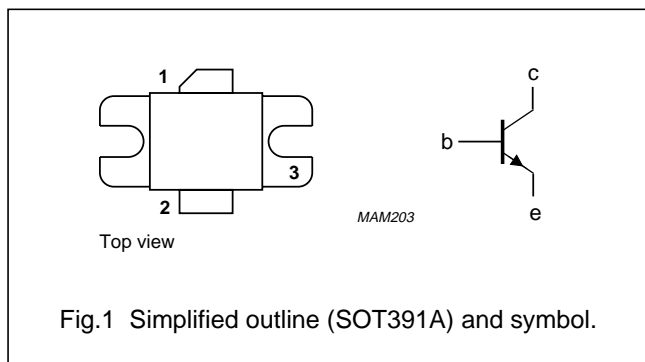 1
c
b
3
2
MAM203
e
Top view
Fig.1 Simplified outline (SOT391A) and symbol.